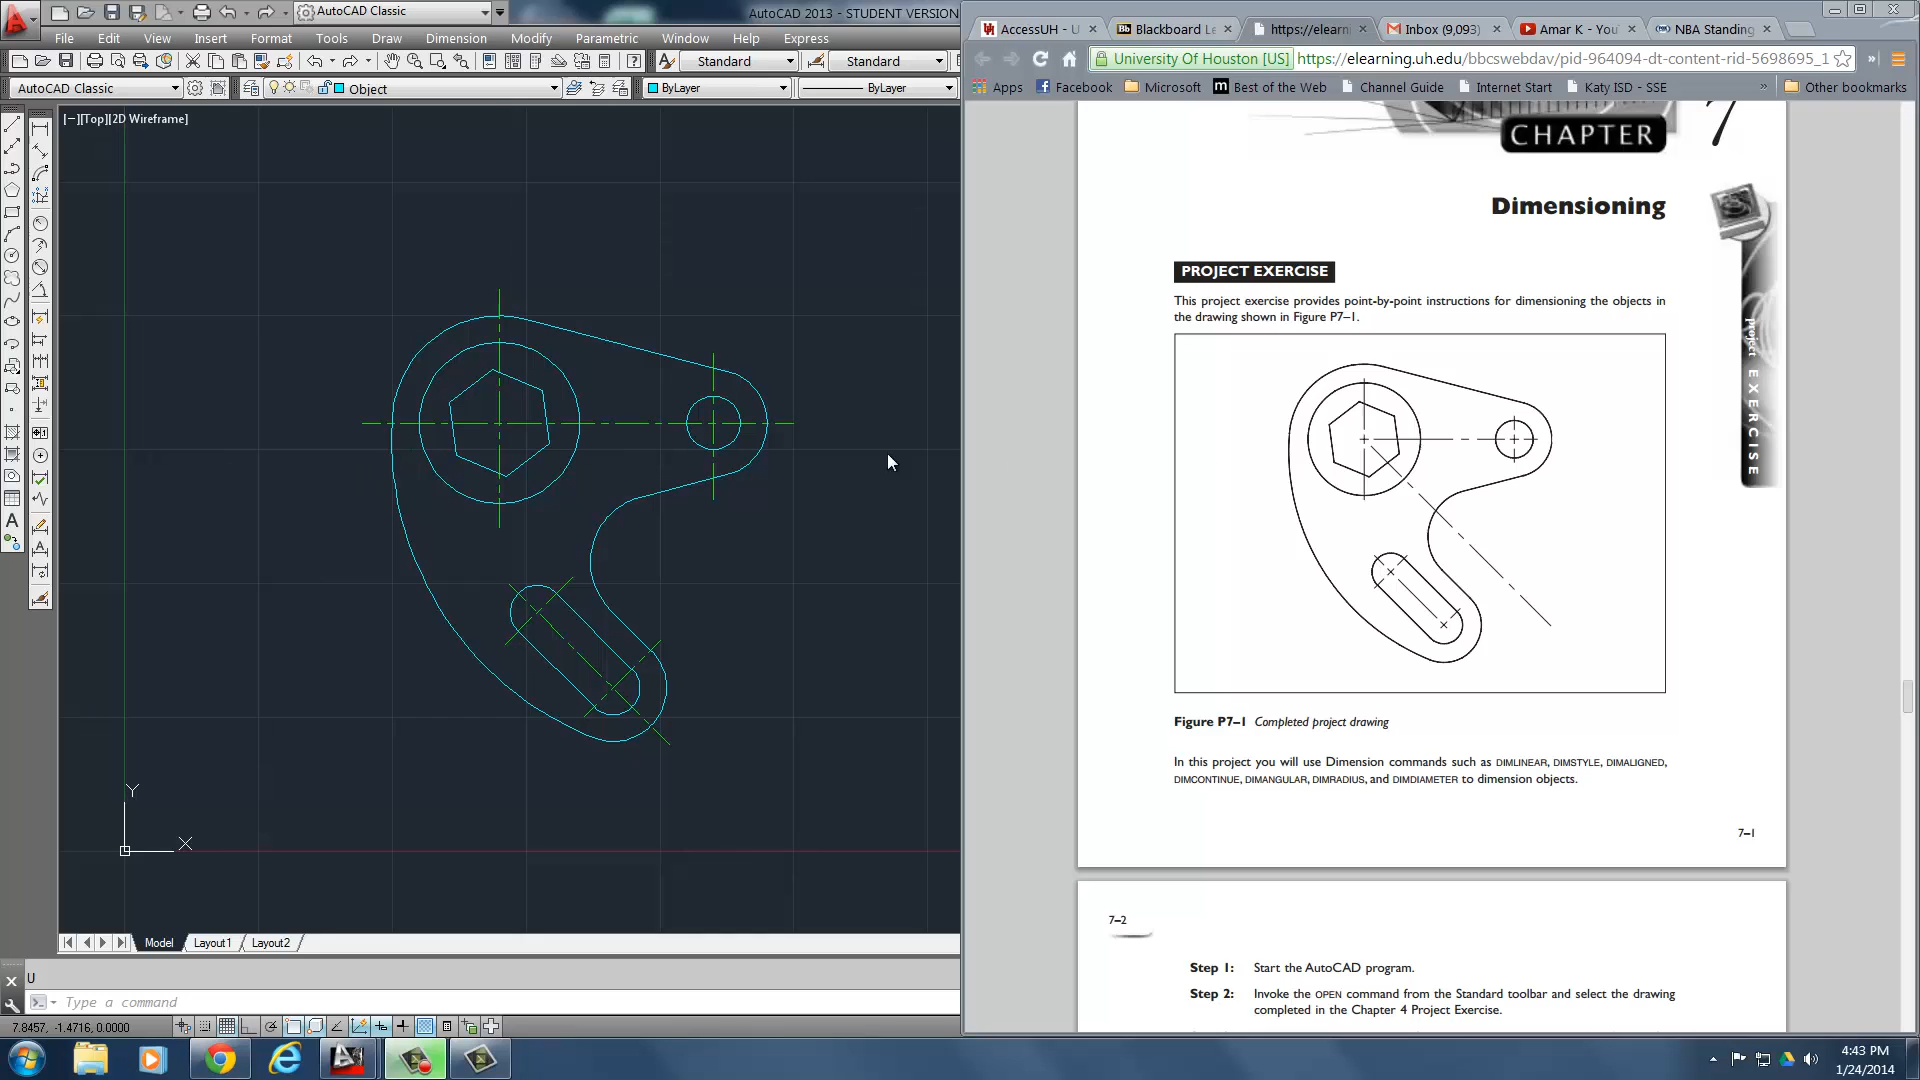 AutoCAD Classic
AutoCAD 2013 - STUDENT VERSION
File Edit View Insert Format Tools Draw Dimension Modify Parametric Window Help Express
Standard Standard
AutoCAD Classic Object ByLayer ByLayer
[−][Top][2D Wireframe]
Y
X
Model Layout1 Layout2
U
Type a command
7.8457, -1.4716, 0.0000
AccessUH - U Blackboard Le https://elearn Inbox (9,093) Amar K - You NBA Standing
University Of Houston [US] https://elearning.uh.edu/bbcswebdav/pid-964094-dt-content-rid-5698695_1
Apps Facebook Microsoft Best of the Web Channel Guide Internet Start Katy ISD - SSE » Other bookmarks
CHAPTER 7
Dimensioning
PROJECT EXERCISE
This project exercise provides point-by-point instructions for dimensioning the objects in
the drawing shown in Figure P7–1.
project EXERCISE
Figure P7–1 Completed project drawing
In this project you will use Dimension commands such as DIMLINEAR, DIMSTYLE, DIMALIGNED,
DIMCONTINUE, DIMANGULAR, DIMRADIUS, and DIMDIAMETER to dimension objects.
7–1
7–2
Step 1: Start the AutoCAD program.
Step 2: Invoke the OPEN command from the Standard toolbar and select the drawing
completed in the Chapter 4 Project Exercise.
4:43 PM
1/24/2014